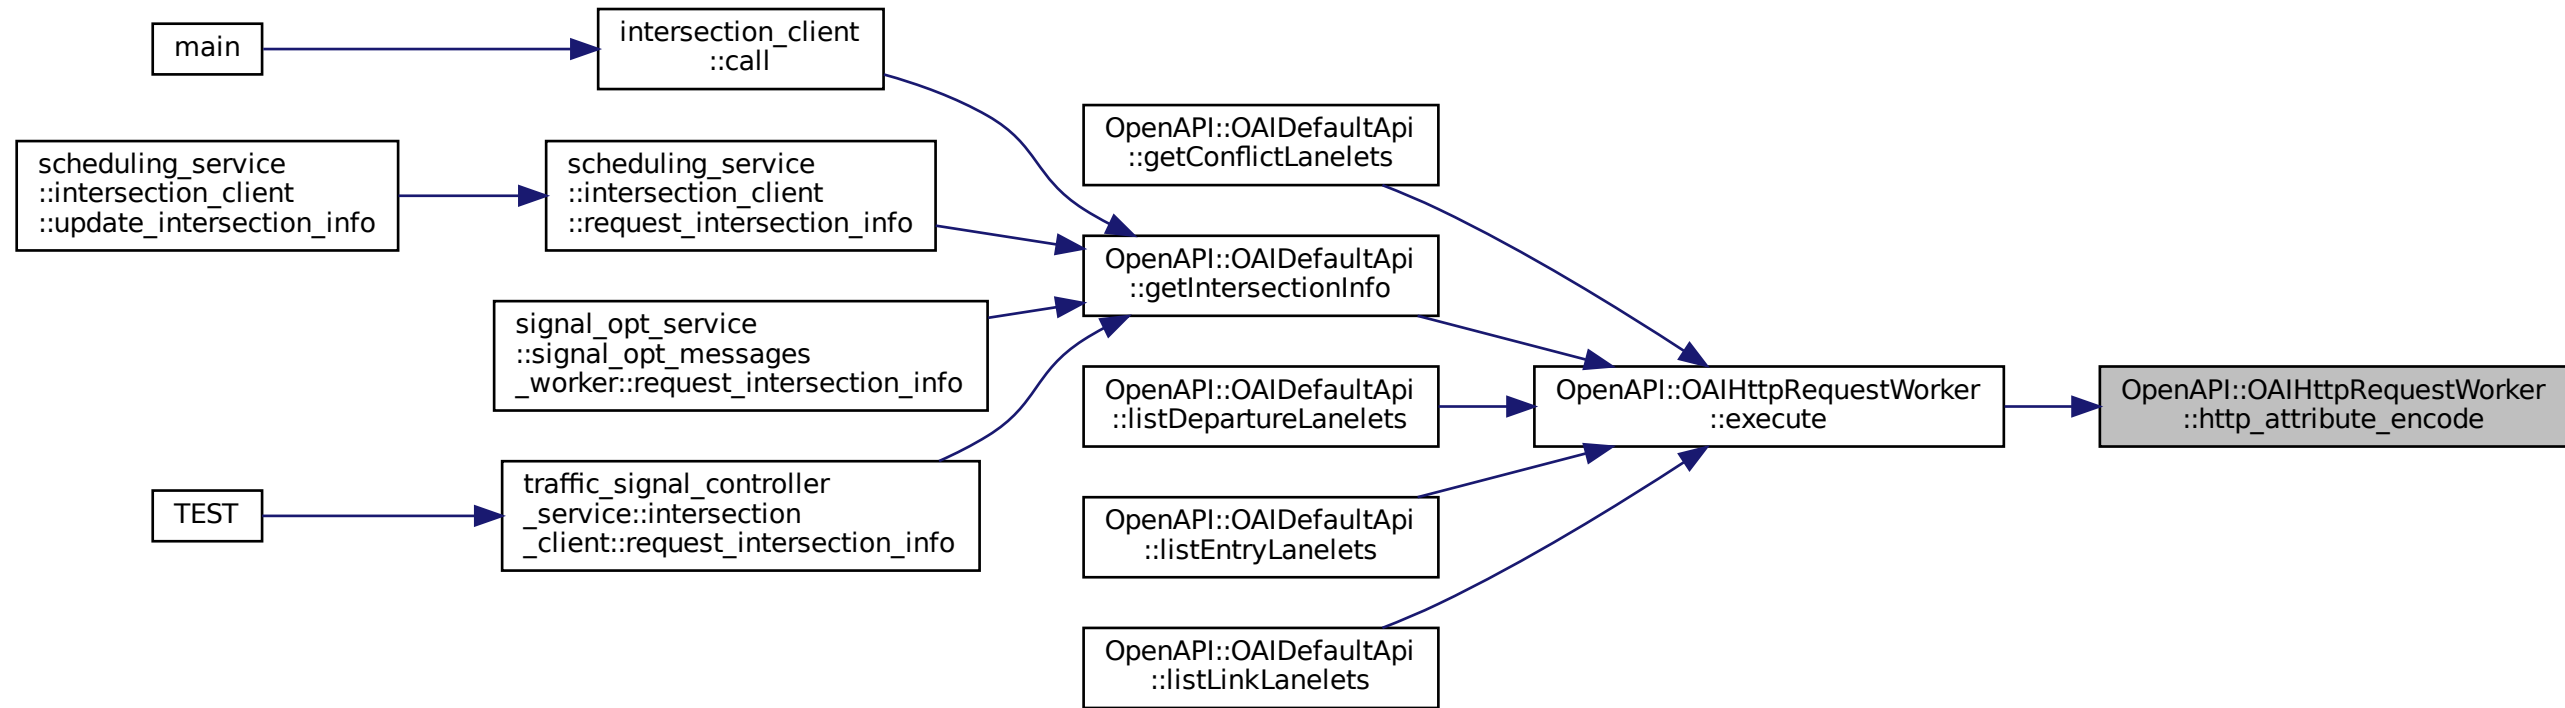 main
intersection_client
::call
scheduling_service
::intersection_client
::update_intersection_info
scheduling_service
::intersection_client
::request_intersection_info
signal_opt_service
::signal_opt_messages
_worker::request_intersection_info
TEST
traffic_signal_controller
_service::intersection
_client::request_intersection_info
OpenAPI::OAIDefaultApi
::getConflictLanelets
OpenAPI::OAIDefaultApi
::getIntersectionInfo
OpenAPI::OAIDefaultApi
::listDepartureLanelets
OpenAPI::OAIDefaultApi
::listEntryLanelets
OpenAPI::OAIDefaultApi
::listLinkLanelets
OpenAPI::OAIHttpRequestWorker
::execute
OpenAPI::OAIHttpRequestWorker
::http_attribute_encode